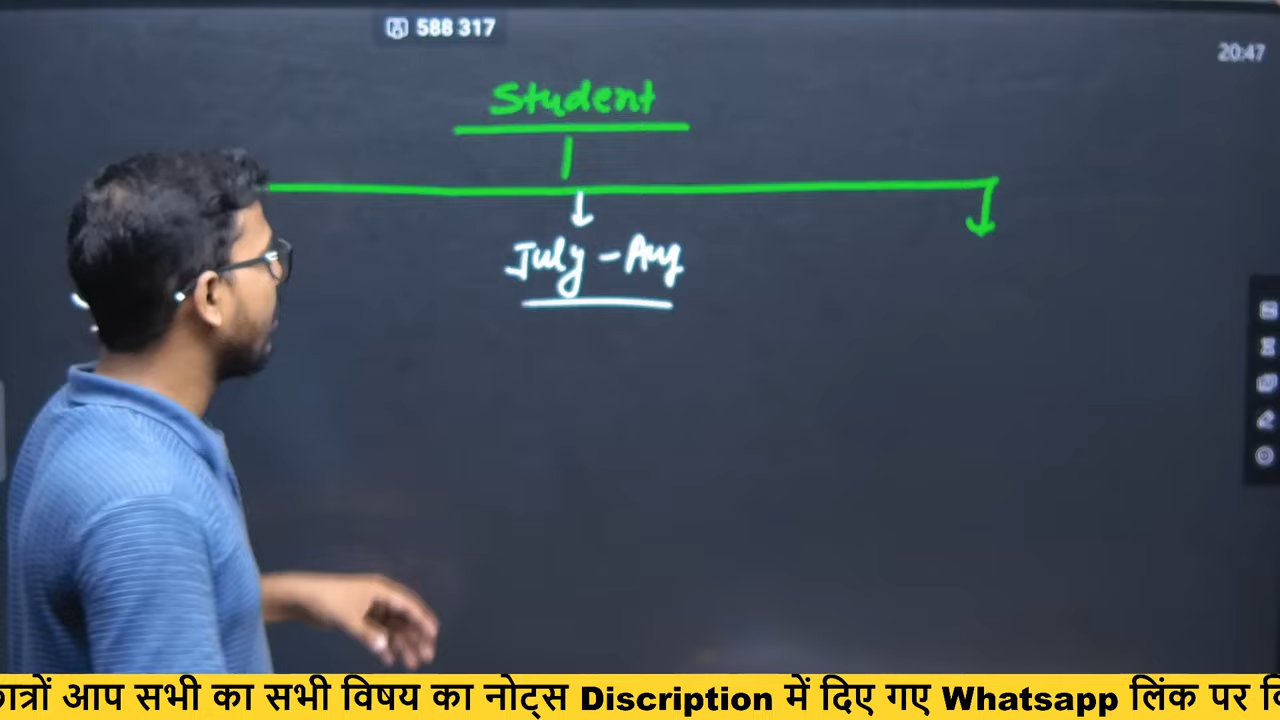 588 317
20:47
Student
July - Aug
छात्रों आप सभी का सभी विषय का नोट्स Discription में दिए गए Whatsapp लिंक पर